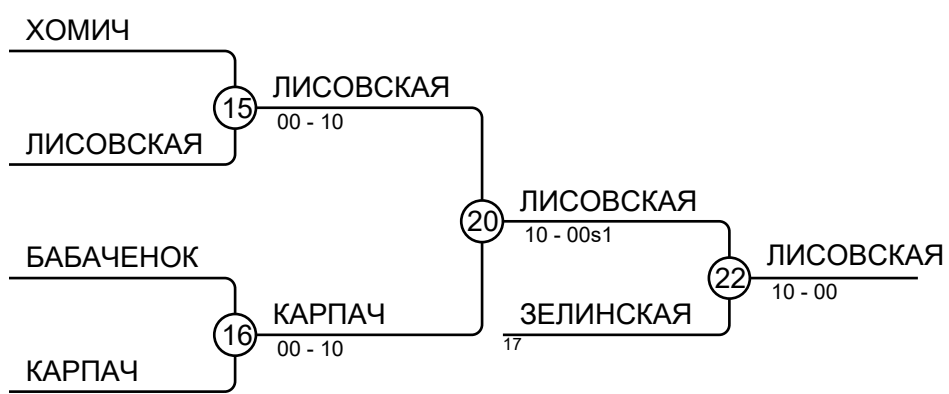 ХОМИЧ
15
ЛИСОВСКАЯ
00 - 10
ЛИСОВСКАЯ
20
ЛИСОВСКАЯ
10 - 00s1
БАБАЧЕНОК
16
КАРПАЧ
00 - 10
КАРПАЧ
ЗЕЛИНСКАЯ
17
22
ЛИСОВСКАЯ
10 - 00